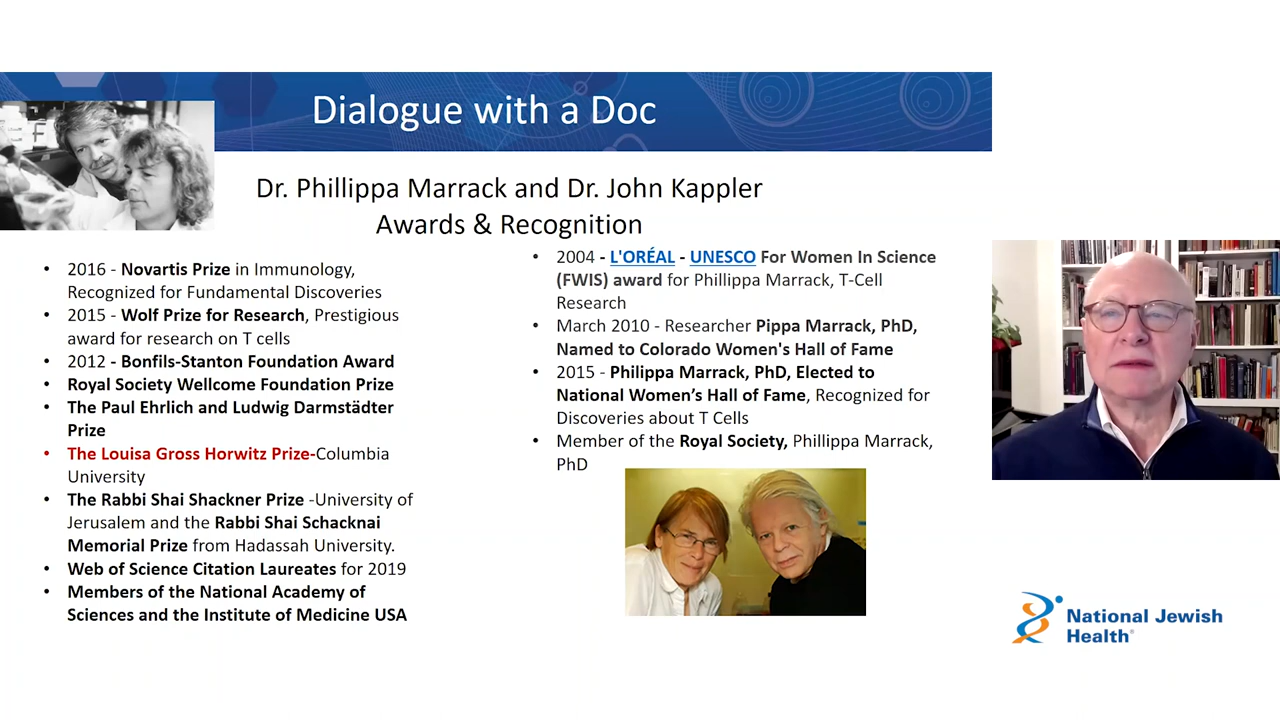 Dialogue with a Doc
Dr. Phillippa Marrack and Dr. John Kappler
Awards & Recognition
• 2016 - Novartis Prize in Immunology,
Recognized for Fundamental Discoveries
• 2015 - Wolf Prize for Research, Prestigious
award for research on T cells
• 2012 - Bonfils-Stanton Foundation Award
• Royal Society Wellcome Foundation Prize
• The Paul Ehrlich and Ludwig Darmstädter
Prize
• The Louisa Gross Horwitz Prize-Columbia
University
• The Rabbi Shai Shackner Prize -University of
Jerusalem and the Rabbi Shai Schacknai
Memorial Prize from Hadassah University.
• Web of Science Citation Laureates for 2019
• Members of the National Academy of
Sciences and the Institute of Medicine USA
• 2004 - L'ORÉAL - UNESCO For Women In Science
(FWIS) award for Phillippa Marrack, T-Cell
Research
• March 2010 - Researcher Pippa Marrack, PhD,
Named to Colorado Women's Hall of Fame
• 2015 - Philippa Marrack, PhD, Elected to
National Women’s Hall of Fame, Recognized for
Discoveries about T Cells
• Member of the Royal Society, Phillippa Marrack,
PhD
National Jewish
Health®